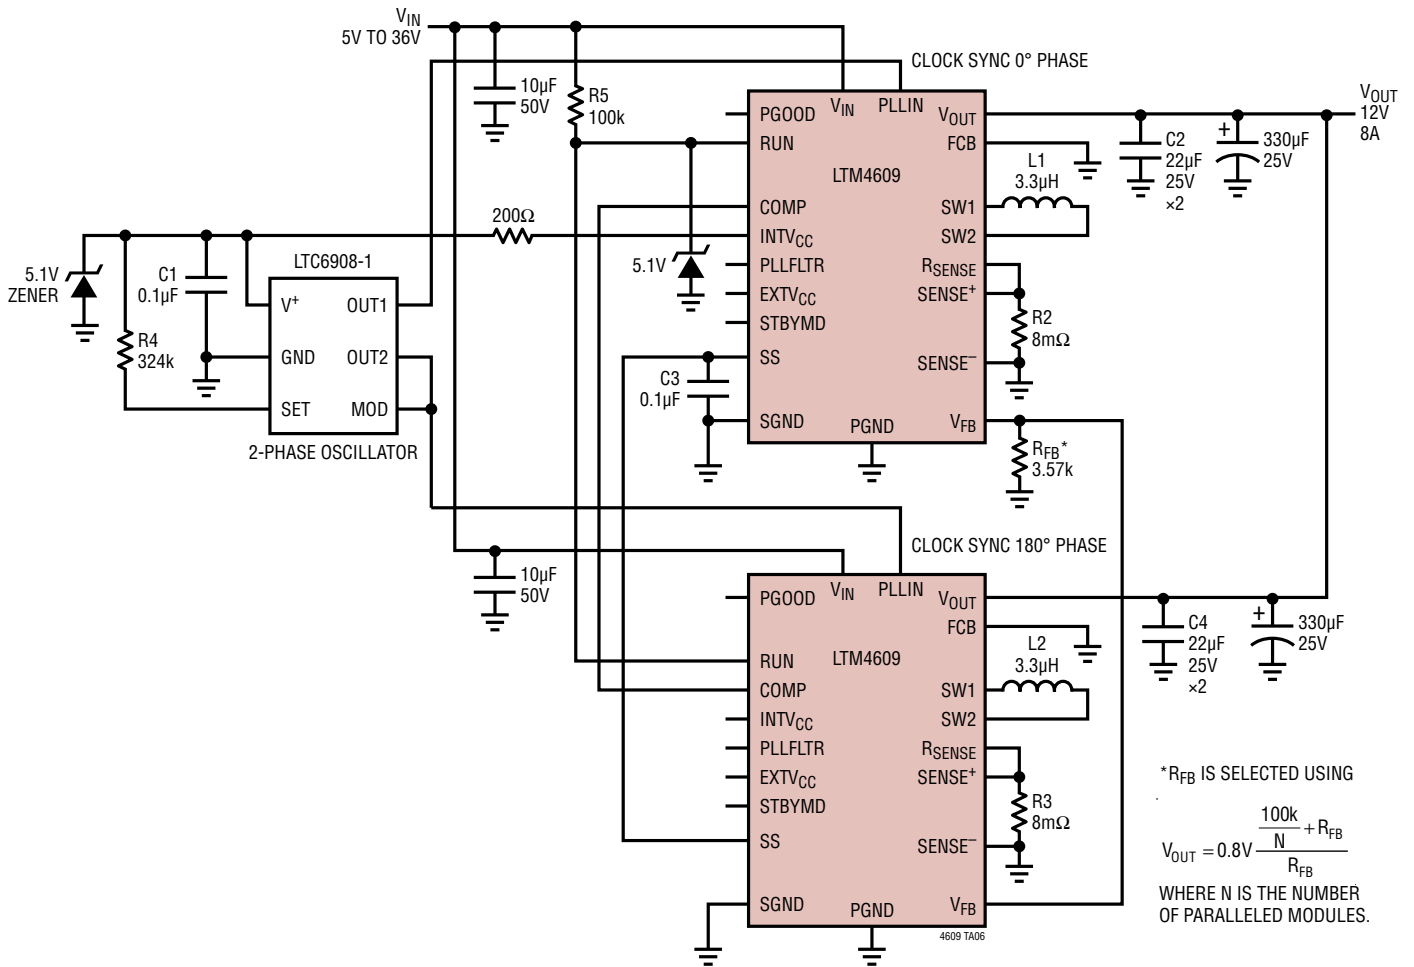 VIN
5V TO 36V
10µF
50V
R5
100k
CLOCK SYNC 0° PHASE
VOUT
12V
8A
PGOOD
VIN
PLLIN
VOUT
RUN
FCB
LTM4609
COMP
SW1
INTVCC
SW2
PLLFLTR
RSENSE
EXTVCC
SENSE+
STBYMD
SS
SENSE–
SGND
PGND
VFB
L1
3.3µH
C2
22µF
25V
×2
+
330µF
25V
200Ω
5.1V
ZENER
C1
0.1µF
R4
324k
LTC6908-1
V+
OUT1
GND
OUT2
SET
MOD
2-PHASE OSCILLATOR
5.1V
R2
8mΩ
C3
0.1µF
RFB*
3.57k
10µF
50V
CLOCK SYNC 180° PHASE
PGOOD
VIN
PLLIN
VOUT
FCB
RUN
LTM4609
COMP
SW1
INTVCC
SW2
PLLFLTR
RSENSE
EXTVCC
SENSE+
STBYMD
SS
SENSE–
SGND
PGND
VFB
L2
3.3µH
C4
22µF
25V
×2
+
330µF
25V
R3
8mΩ
4609 TA06
*RFB IS SELECTED USING
100k
N
+ RFB
VOUT = 0.8V
RFB
WHERE N IS THE NUMBER
OF PARALLELED MODULES.